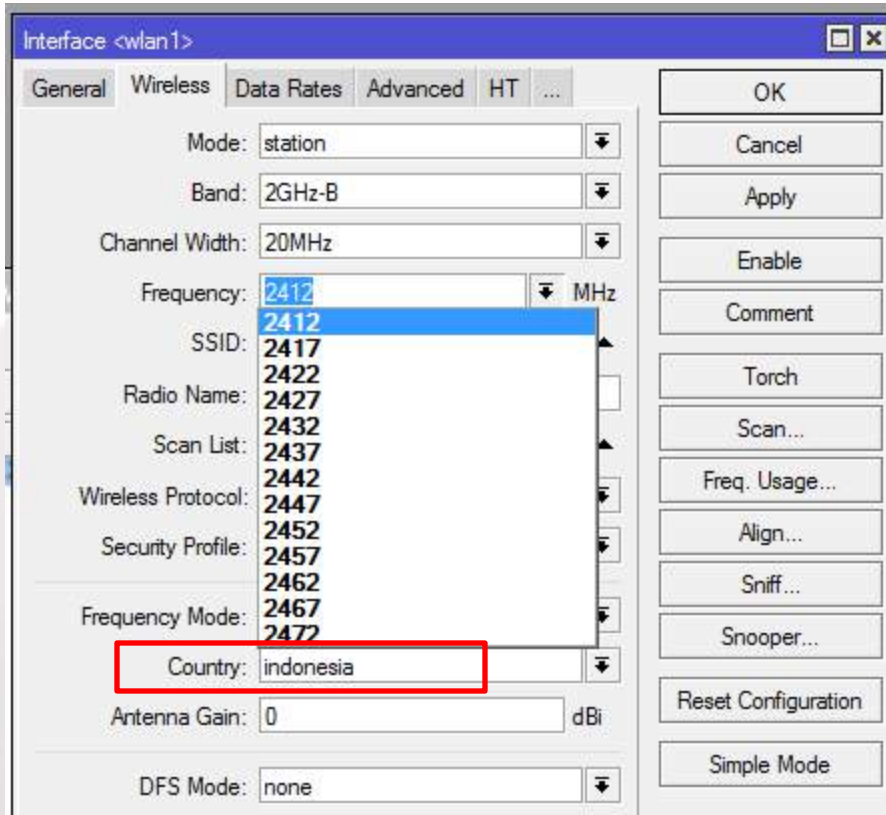 Interface <wlan1>
General Wireless Data Rates Advanced HT ...
Mode: station
Band: 2GHz-B
Channel Width: 20MHz
Frequency: 2412 MHz
2412
2417
2422
2427
2432
2437
2442
2447
2452
2457
2462
2467
2472
SSID:
Radio Name:
Scan List:
Wireless Protocol:
Security Profile:
Frequency Mode:
Country: indonesia
Antenna Gain: 0 dBi
DFS Mode: none
OK
Cancel
Apply
Enable
Comment
Torch
Scan...
Freq. Usage...
Align...
Sniff...
Snooper...
Reset Configuration
Simple Mode